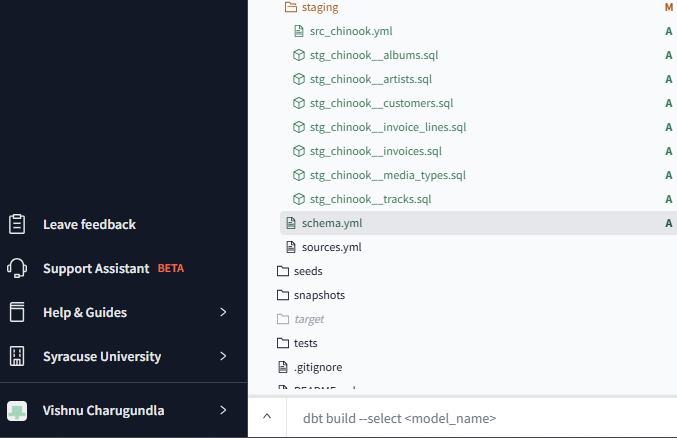 Leave feedback
Support Assistant BETA
Help & Guides
Syracuse University
Vishnu Charugundla
staging M
src_chinook.yml A
stg_chinook__albums.sql A
stg_chinook__artists.sql A
stg_chinook__customers.sql A
stg_chinook__invoice_lines.sql A
stg_chinook__invoices.sql A
stg_chinook__media_types.sql A
stg_chinook__tracks.sql A
schema.yml A
sources.yml
seeds
snapshots
target
tests
.gitignore
dbt build --select <model_name>